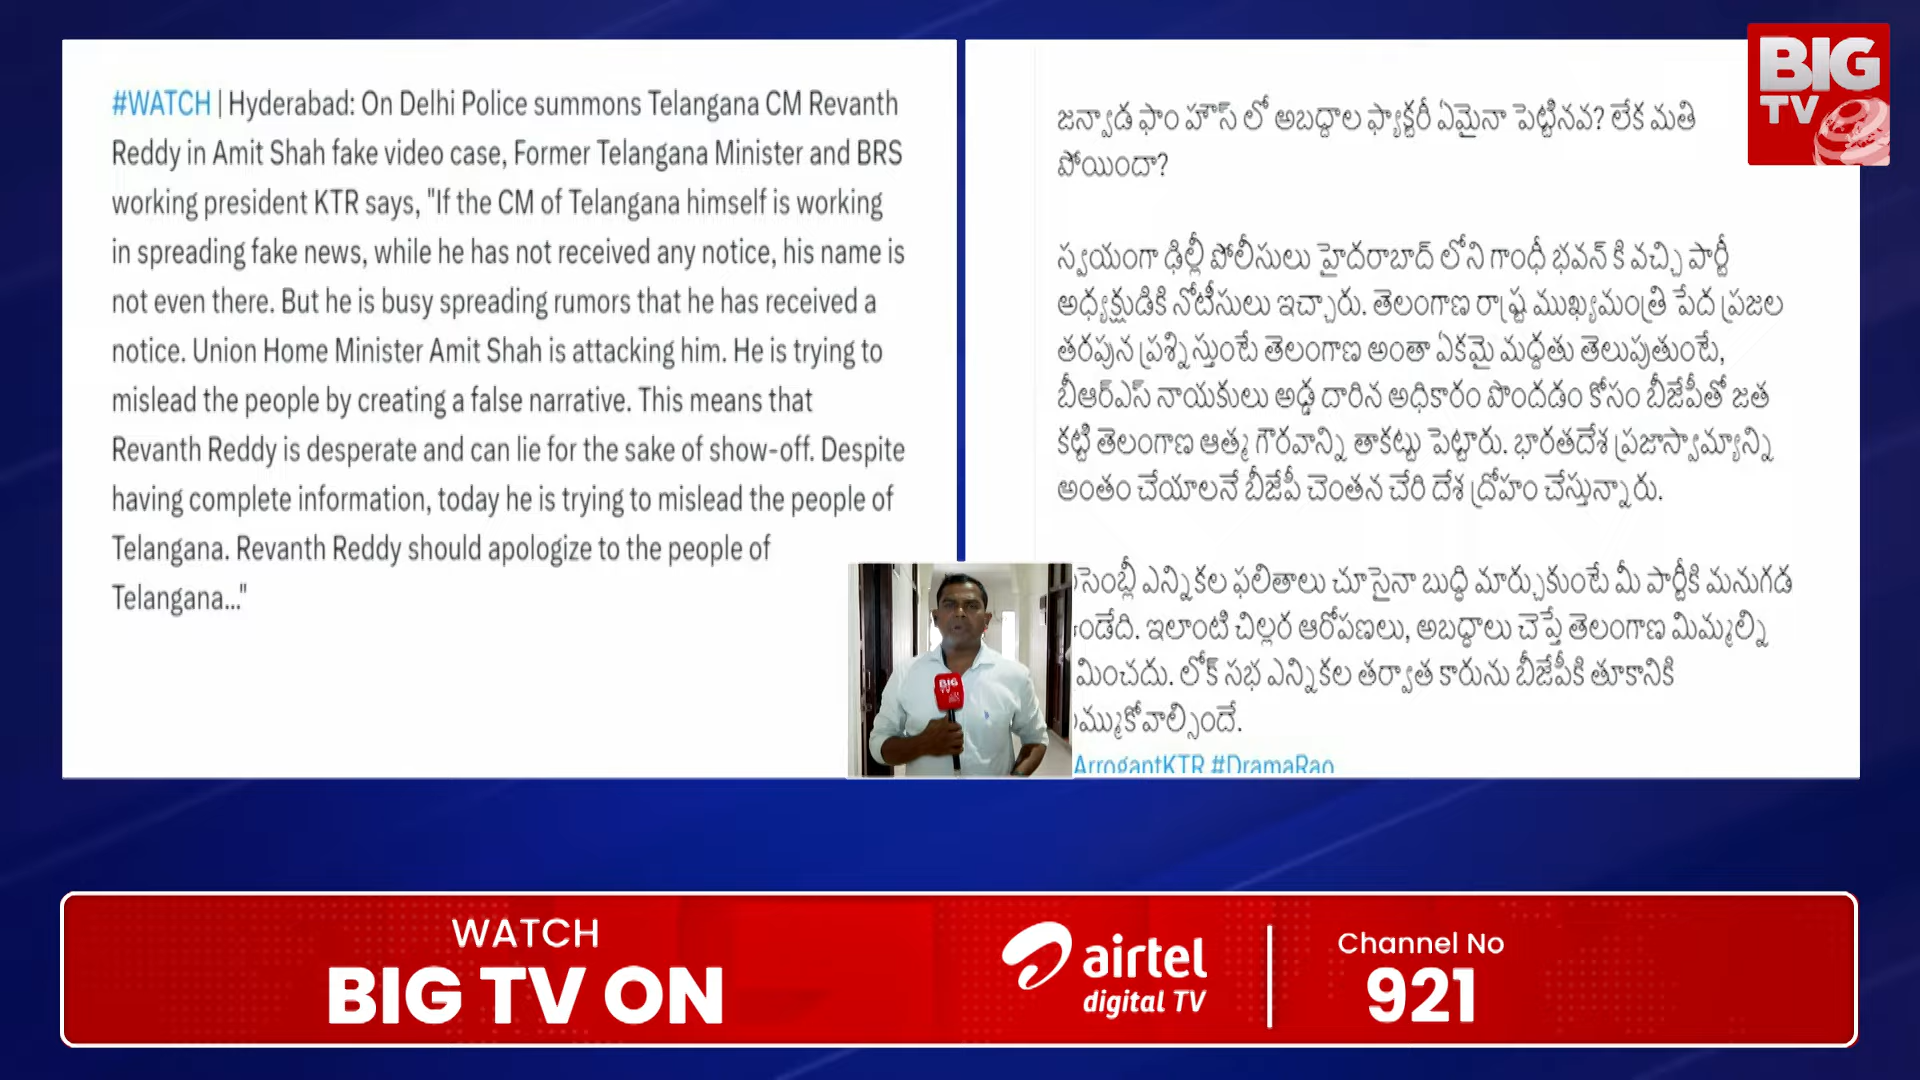 #WATCH | Hyderabad: On Delhi Police summons Telangana CM Revanth
Reddy in Amit Shah fake video case, Former Telangana Minister and BRS
working president KTR says, "If the CM of Telangana himself is working
in spreading fake news, while he has not received any notice, his name is
not even there. But he is busy spreading rumors that he has received a
notice. Union Home Minister Amit Shah is attacking him. He is trying to
mislead the people by creating a false narrative. This means that
Revanth Reddy is desperate and can lie for the sake of show-off. Despite
having complete information, today he is trying to mislead the people of
Telangana. Revanth Reddy should apologize to the people of
Telangana..."
జన్వాడ ఫాం హౌస్ లో అబద్ధాల ఫ్యాక్టరీ ఏమైనా పెట్టినవ? లేక మతి
పోయిందా?
స్వయంగా ఢిల్లీ పోలీసులు హైదరాబాద్ లోని గాంధీ భవన్ కి వచ్చి పార్టీ
అధ్యక్షుడికి నోటీసులు ఇచ్చారు. తెలంగాణ రాష్ట్ర ముఖ్యమంత్రి పేద ప్రజల
తరపున ప్రశ్నిస్తుంటే తెలంగాణ అంతా ఏకమై మద్దతు తెలుపుతుంటే,
బీఆర్ఎస్ నాయకులు అడ్డ దారిన అధికారం పొందడం కోసం బీజేపీతో జత
కట్టి తెలంగాణ ఆత్మ గౌరవాన్ని తాకట్టు పెట్టారు. భారతదేశ ప్రజాస్వామ్యాన్ని
అంతం చేయాలనే బీజేపీ చెంతన చేరి దేశ ద్రోహం చేస్తున్నారు.
సెంబ్లీ ఎన్నికల ఫలితాలు చూసైనా బుద్ధి మార్చుకుంటే మీ పార్టీకి మనుగడ
ండేది. ఇలాంటి చిల్లర ఆరోపణలు, అబద్ధాలు చెప్తే తెలంగాణ మిమ్మల్ని
మించదు. లోక్ సభ ఎన్నికల తర్వాత కారును బీజేపీకి తూకానికి
మ్ముకోవాల్సిందే.
ArrogantKTR #DramaRao
BIG
TV
BIG
TV
WATCH
BIG TV ON
airtel
digital TV
Channel No
921